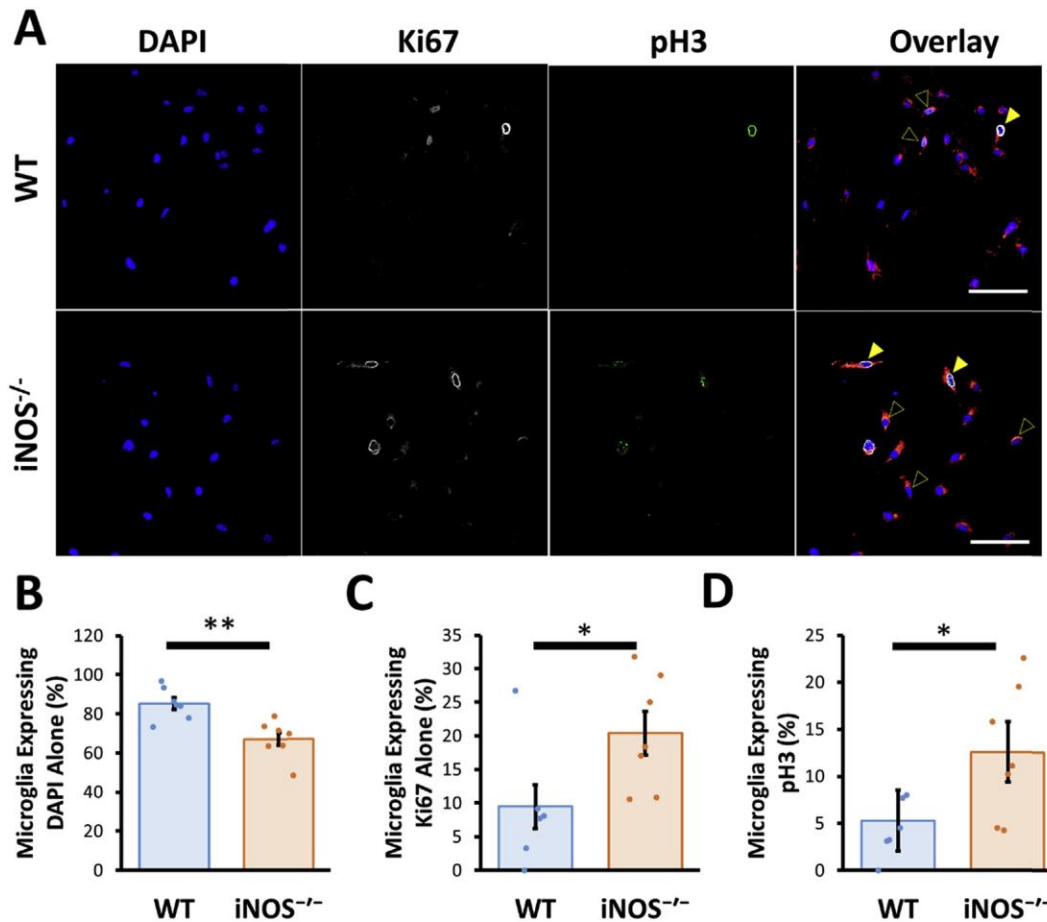 A
DAPI Ki67 pH3 Overlay
WT
iNOS⁻/⁻
B
Microglia Expressing
DAPI Alone (%)
120
100
80
60
40
20
0
**
WT iNOS⁻/⁻
C
Microglia Expressing
Ki67 Alone (%)
35
30
25
20
15
10
5
0
*
WT iNOS⁻/⁻
D
Microglia Expressing
pH3 (%)
25
20
15
10
5
0
*
WT iNOS⁻/⁻